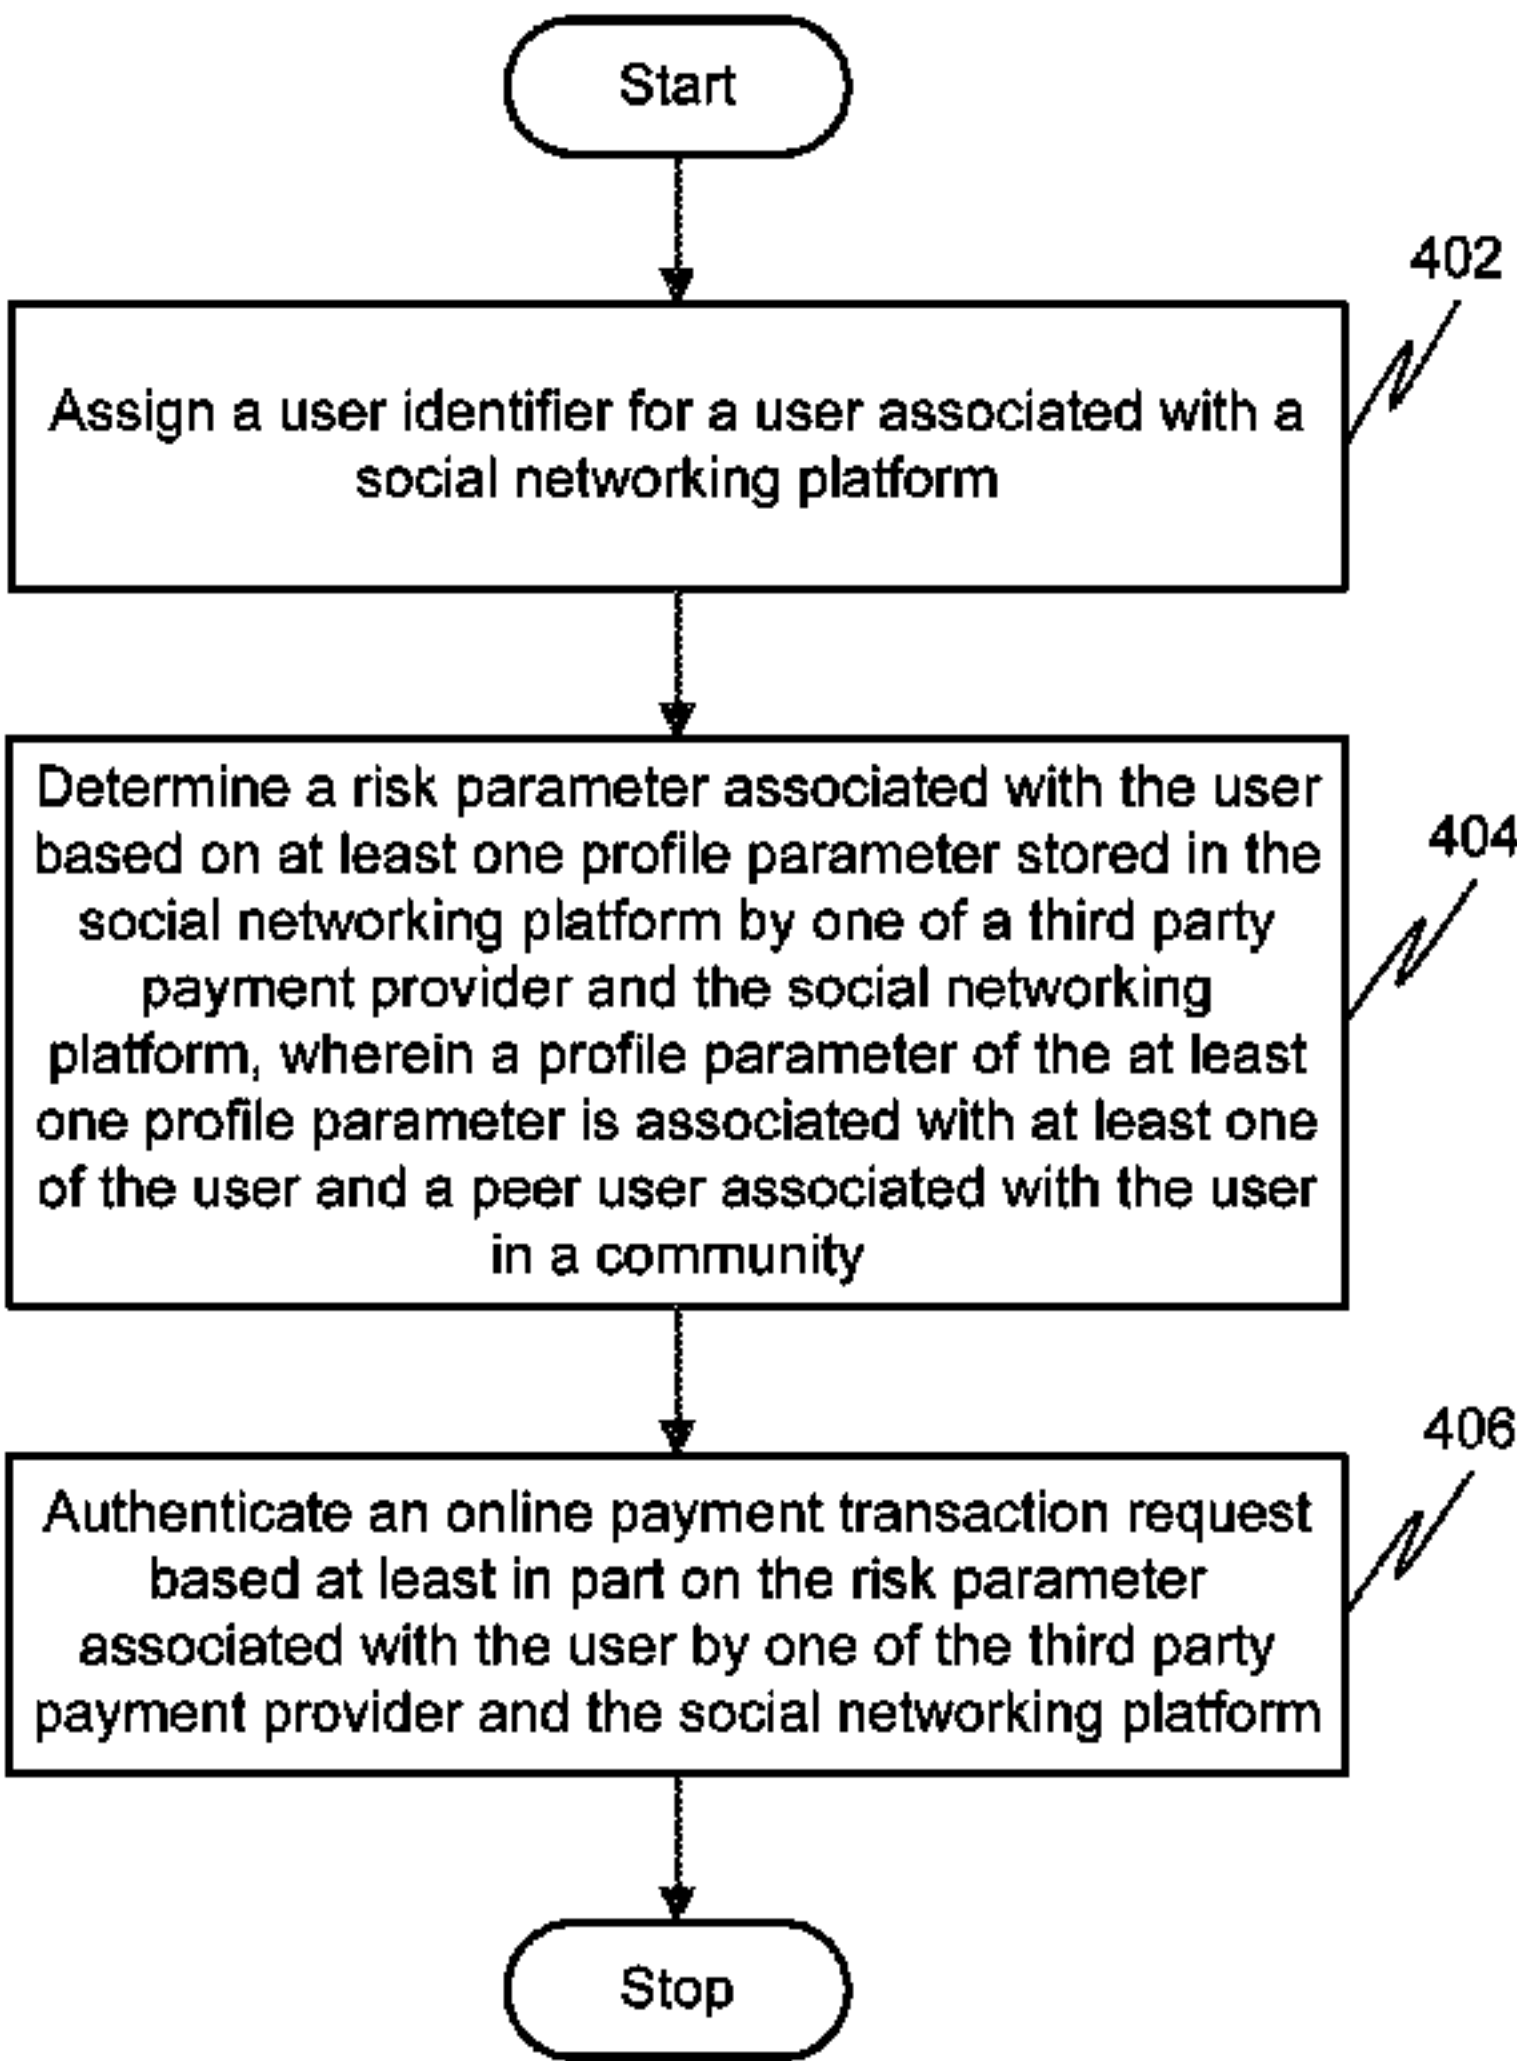 Start
402
Assign a user identifier for a user associated with a
social networking platform
404
Determine a risk parameter associated with the user
based on at least one profile parameter stored in the
social networking platform by one of a third party
payment provider and the social networking
platform, wherein a profile parameter of the at least
one profile parameter is associated with at least one
of the user and a peer user associated with the user
in a community
406
Authenticate an online payment transaction request
based at least in part on the risk parameter
associated with the user by one of the third party
payment provider and the social networking platform
Stop